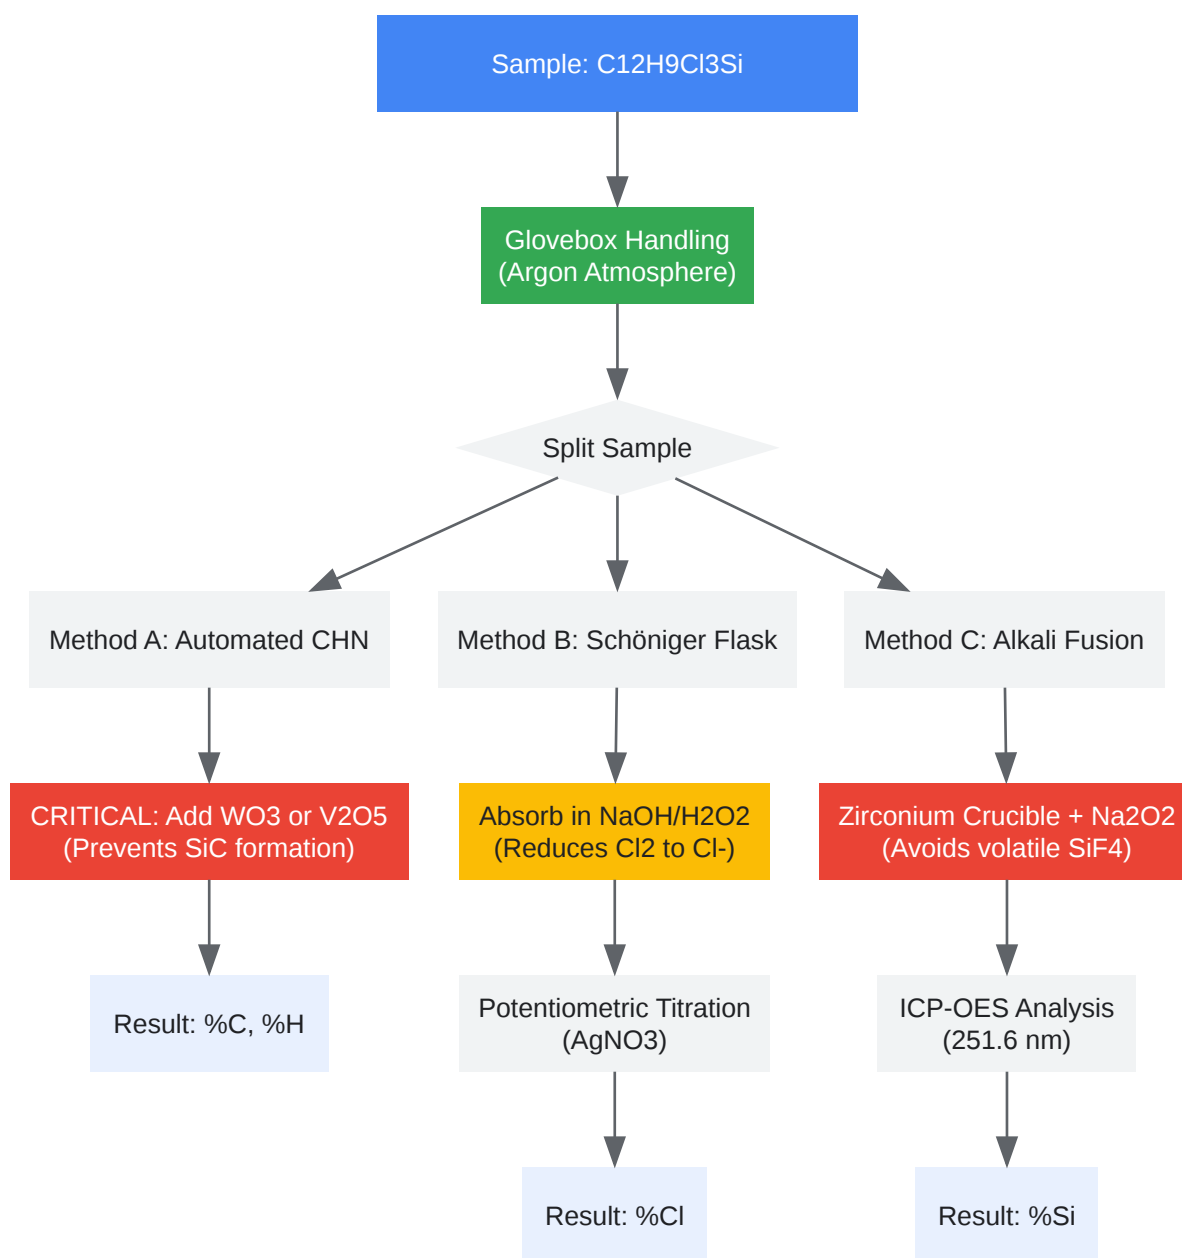 Sample: C12H9Cl3Si
Glovebox Handling
(Argon Atmosphere)
Split Sample
Method A: Automated CHN
Method B: Schöniger Flask
Method C: Alkali Fusion
CRITICAL: Add WO3 or V2O5
(Prevents SiC formation)
Absorb in NaOH/H2O2
(Reduces Cl2 to Cl-)
Zirconium Crucible + Na2O2
(Avoids volatile SiF4)
Result: %C, %H
Potentiometric Titration
(AgNO3)
ICP-OES Analysis
(251.6 nm)
Result: %Cl
Result: %Si